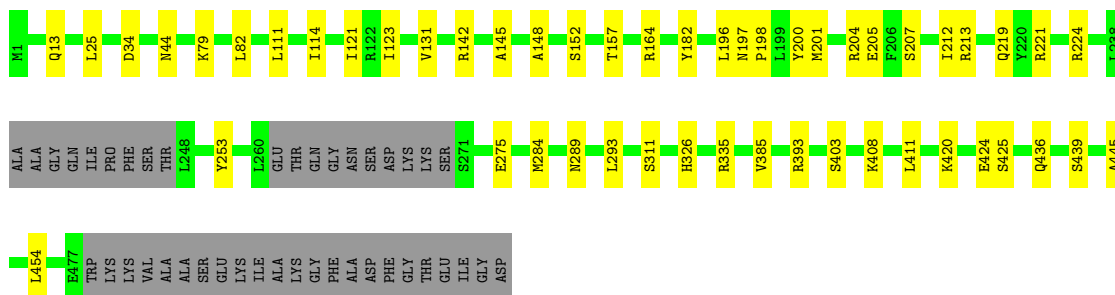 M1 Q13 L25 D34 N44 K79 L82 L111 I114 I121 R122 I123 V131 R142 A145 A148 S152 T157 R164 Y182 L196 N197 P198 L199 Y200 M201 R204 E205 F206 S207 I212 R213 Q219 Y220 R221 R224 L238
ALA ALA GLY GLN ILE PRO PHE SER THR L248 Y253 L260 GLU THR GLN GLY ASN SER ASP LYS LYS SER S271 E275 M284 N289 L293 S311 H326 R335 V385 R393 S403 K408 L411 K420 E424 S425 Q436 S439 A445
L454 E477 TRP LYS LYS VAL ALA ALA SER GLU LYS ILE ALA LYS GLY PHE ALA ASP PHE GLY THR GLU ILE GLY ASP